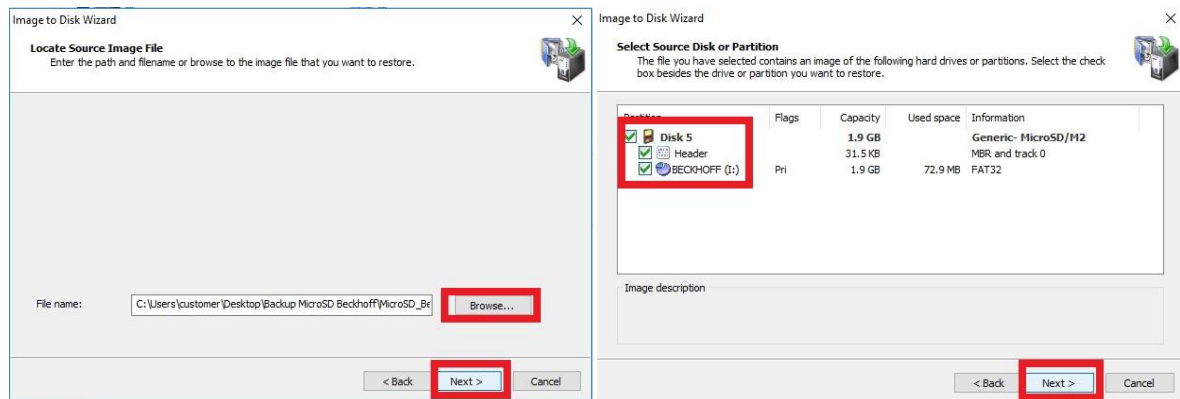 Image to Disk Wizard
Locate Source Image File
Enter the path and filename or browse to the image file that you want to restore.
File name:
C:\Users\customer\Desktop\Backup MicroSD Beckhoff\MicroSD_Be
Browse...
< Back Next > Cancel
Image to Disk Wizard
Select Source Disk or Partition
The file you have selected contains an image of the following hard drives or partitions. Select the check
box besides the drive or partition you want to restore.
Partition Flags Capacity Used space Information
Disk 5 1.9 GB Generic- MicroSD/M2
Header 31.5 KB MBR and track 0
BECKHOFF (I:) Pri 1.9 GB 72.9 MB FAT32
Image description
< Back Next > Cancel